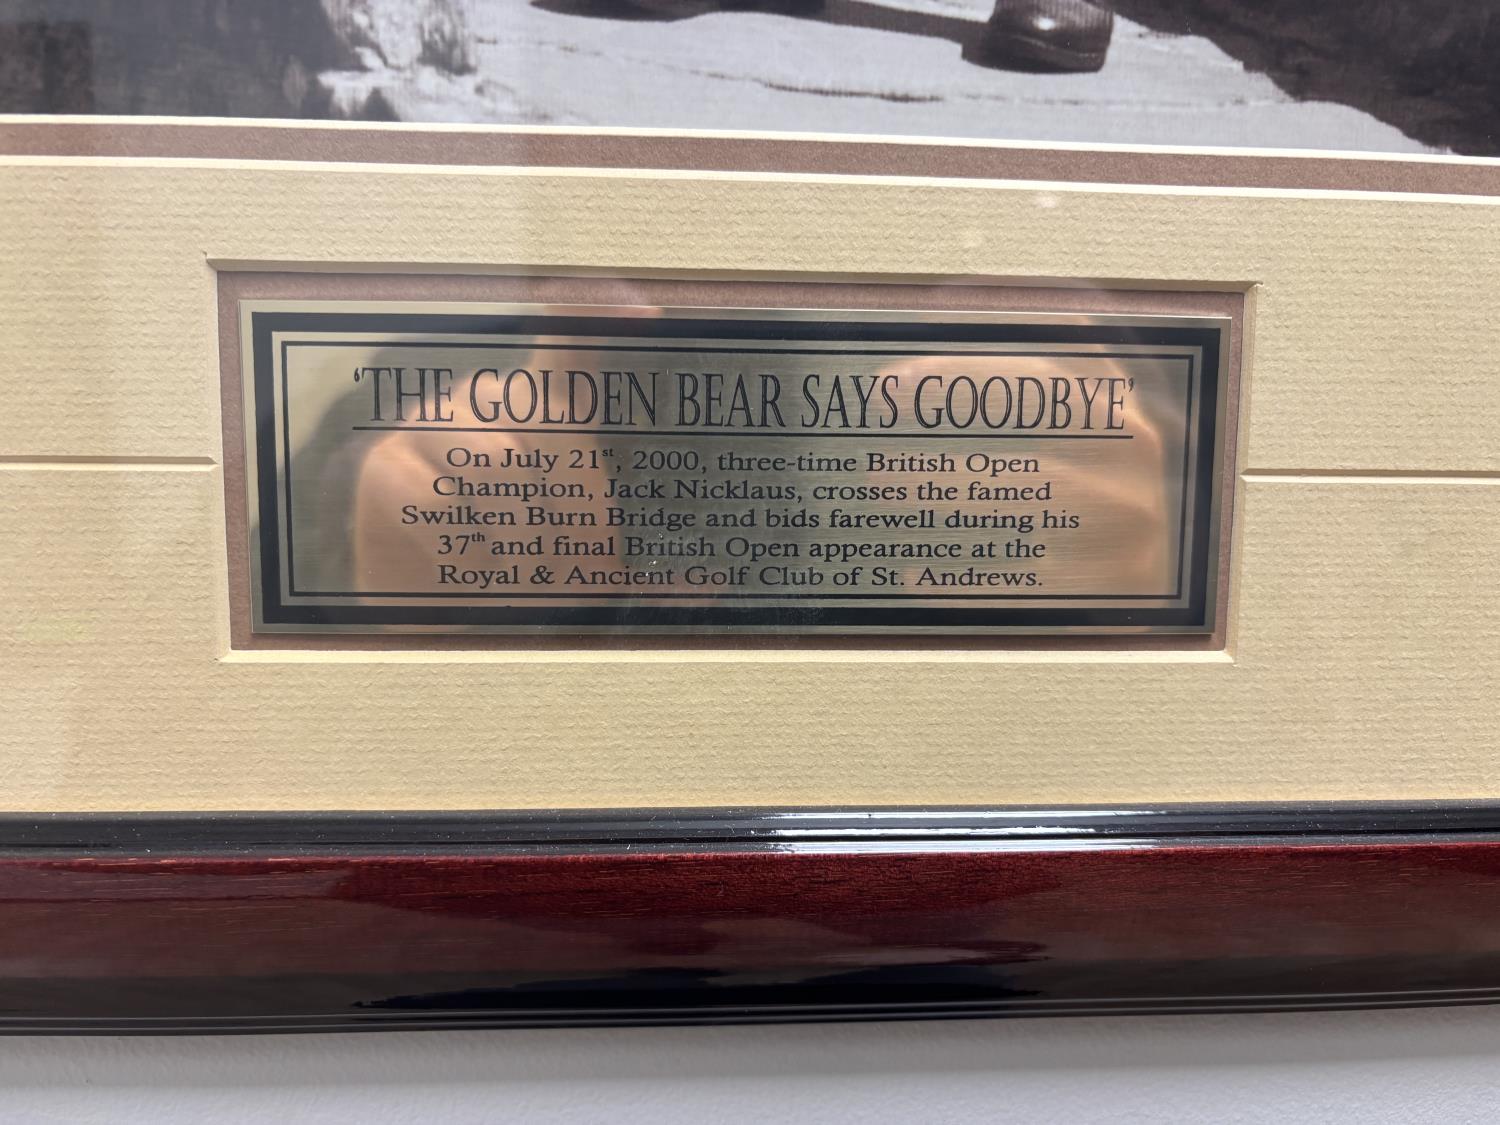 ‘THE GOLDEN BEAR SAYS GOODBYE’
On July 21st, 2000, three-time British Open
Champion, Jack Nicklaus, crosses the famed
Swilken Burn Bridge and bids farewell during his
37th and final British Open appearance at the
Royal & Ancient Golf Club of St. Andrews.